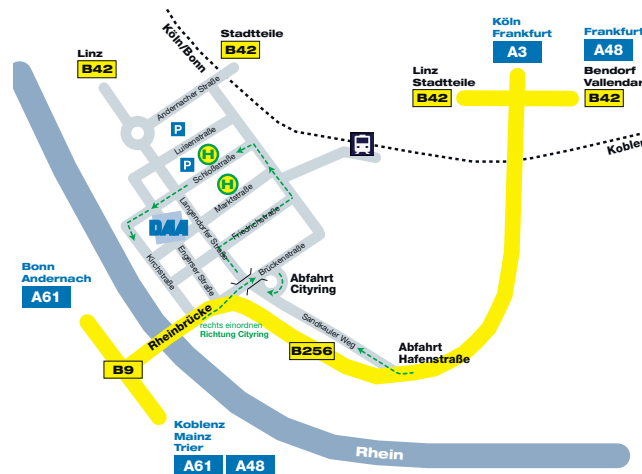 Köln
Frankfurt
A3
Frankfurt
A48
Stadtteile
B42
Linz
B42
Köln/Bonn
Linz
Stadtteile
B42
Bendorf
Vallendar
B42
Andernacher Straße
P
Luisenstraße
H
P
Schloßstraße
H
Marktstraße
Koblen
DAA
Langendorfer Straße
Friedrichstraße
Engerser Straße
Kirchstraße
Brückenstraße
Bonn
Andernach
A61
Abfahrt
Cityring
Sandkauler Weg
Rheinbrücke
rechts einordnen
Richtung Cityring
B256
Abfahrt
Hafenstraße
B9
Koblenz
Mainz
Trier
A61
A48
Rhein